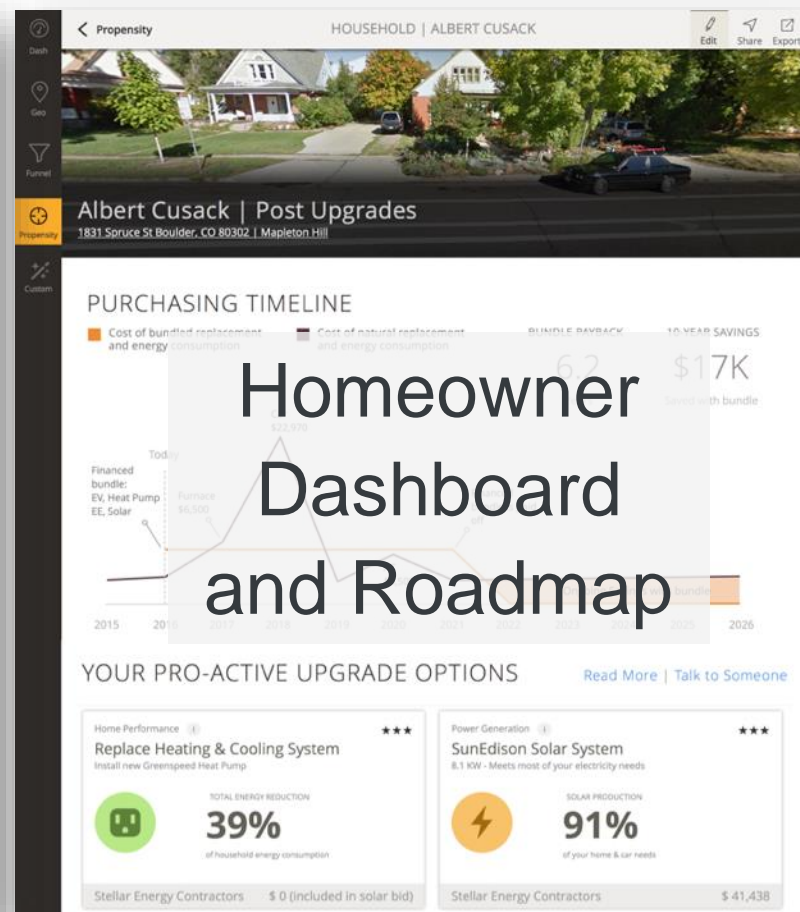 Dash
Geo
Funnel
Propensity
Custom
Propensity
HOUSEHOLD | ALBERT CUSACK
Edit
Share
Export
Albert Cusack | Post Upgrades
1831 Spruce St Boulder, CO 80302 | Mapleton Hill
PURCHASING TIMELINE
Cost of bundled replacement
and energy consumption
Cost of natural replacement
and energy consumption
BUNDLE PAYBACK
6.2
10-YEAR SAVINGS
$17K
Saved with bundle
Homeowner
Dashboard
and Roadmap
$22,970
Today
Financed
bundle:
EV, Heat Pump
EE, Solar
Furnace
$6,500
off
with bundle
2015 2016 2017 2018 2019 2020 2021 2022 2023 2024 2025 2026
YOUR PRO-ACTIVE UPGRADE OPTIONS
Read More | Talk to Someone
Home Performance i
★★★
Replace Heating & Cooling System
Install new Greenspeed Heat Pump
TOTAL ENERGY REDUCTION
39%
of household energy consumption
Stellar Energy Contractors $ 0 (included in solar bid)
Power Generation i
★★★
SunEdison Solar System
8.1 KW - Meets most of your electricity needs
SOLAR PRODUCTION
91%
of your home & car needs
Stellar Energy Contractors $ 41,438